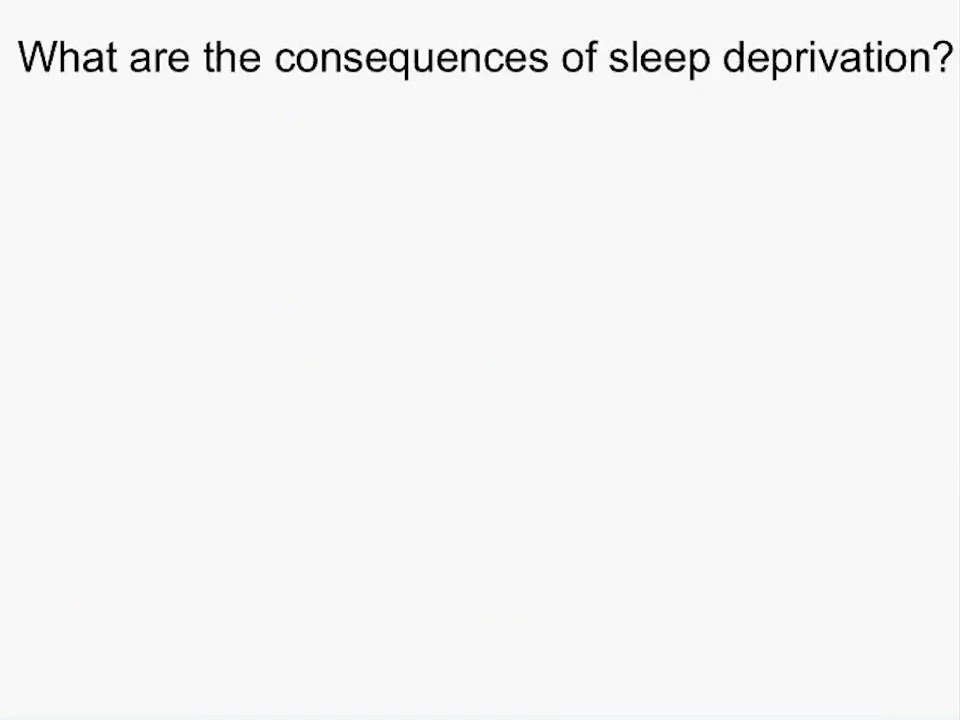 What are the consequences of sleep deprivation?